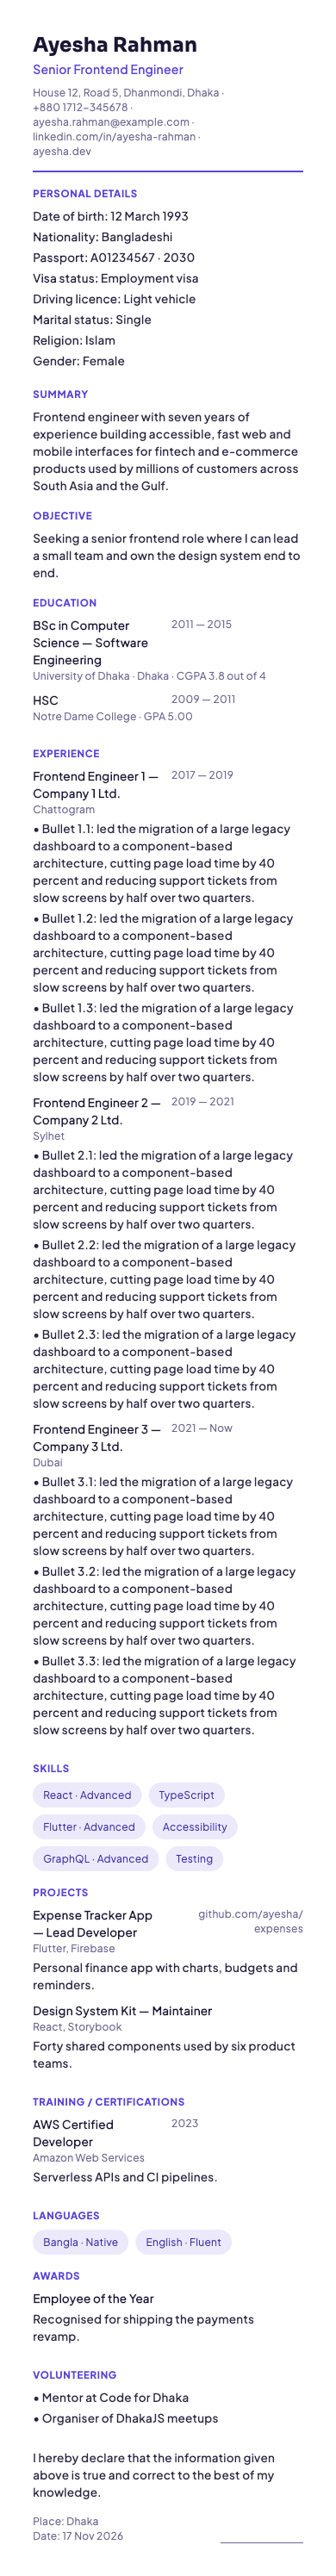 Ayesha Rahman
Senior Frontend Engineer
House 12, Road 5, Dhanmondi, Dhaka ·
+880 1712-345678 ·
ayesha.rahman@example.com ·
linkedin.com/in/ayesha-rahman ·
ayesha.dev
PERSONAL DETAILS
Date of birth: 12 March 1993
Nationality: Bangladeshi
Passport: A01234567 · 2030
Visa status: Employment visa
Driving licence: Light vehicle
Marital status: Single
Religion: Islam
Gender: Female
SUMMARY
Frontend engineer with seven years of
experience building accessible, fast web and
mobile interfaces for fintech and e-commerce
products used by millions of customers across
South Asia and the Gulf.
OBJECTIVE
Seeking a senior frontend role where I can lead
a small team and own the design system end to
end.
EDUCATION
BSc in Computer 2011 — 2015
Science — Software
Engineering
University of Dhaka · Dhaka · CGPA 3.8 out of 4
HSC 2009 — 2011
Notre Dame College · GPA 5.00
EXPERIENCE
Frontend Engineer 1 — 2017 — 2019
Company 1 Ltd.
Chattogram
• Bullet 1.1: led the migration of a large legacy
dashboard to a component-based
architecture, cutting page load time by 40
percent and reducing support tickets from
slow screens by half over two quarters.
• Bullet 1.2: led the migration of a large legacy
dashboard to a component-based
architecture, cutting page load time by 40
percent and reducing support tickets from
slow screens by half over two quarters.
• Bullet 1.3: led the migration of a large legacy
dashboard to a component-based
architecture, cutting page load time by 40
percent and reducing support tickets from
slow screens by half over two quarters.
Frontend Engineer 2 — 2019 — 2021
Company 2 Ltd.
Sylhet
• Bullet 2.1: led the migration of a large legacy
dashboard to a component-based
architecture, cutting page load time by 40
percent and reducing support tickets from
slow screens by half over two quarters.
• Bullet 2.2: led the migration of a large legacy
dashboard to a component-based
architecture, cutting page load time by 40
percent and reducing support tickets from
slow screens by half over two quarters.
• Bullet 2.3: led the migration of a large legacy
dashboard to a component-based
architecture, cutting page load time by 40
percent and reducing support tickets from
slow screens by half over two quarters.
Frontend Engineer 3 — 2021 — Now
Company 3 Ltd.
Dubai
• Bullet 3.1: led the migration of a large legacy
dashboard to a component-based
architecture, cutting page load time by 40
percent and reducing support tickets from
slow screens by half over two quarters.
• Bullet 3.2: led the migration of a large legacy
dashboard to a component-based
architecture, cutting page load time by 40
percent and reducing support tickets from
slow screens by half over two quarters.
• Bullet 3.3: led the migration of a large legacy
dashboard to a component-based
architecture, cutting page load time by 40
percent and reducing support tickets from
slow screens by half over two quarters.
SKILLS
React · Advanced TypeScript
Flutter · Advanced Accessibility
GraphQL · Advanced Testing
PROJECTS
Expense Tracker App github.com/ayesha/
— Lead Developer expenses
Flutter, Firebase
Personal finance app with charts, budgets and
reminders.
Design System Kit — Maintainer
React, Storybook
Forty shared components used by six product
teams.
TRAINING / CERTIFICATIONS
AWS Certified 2023
Developer
Amazon Web Services
Serverless APIs and CI pipelines.
LANGUAGES
Bangla · Native English · Fluent
AWARDS
Employee of the Year
Recognised for shipping the payments
revamp.
VOLUNTEERING
• Mentor at Code for Dhaka
• Organiser of DhakaJS meetups
I hereby declare that the information given
above is true and correct to the best of my
knowledge.
Place: Dhaka
Date: 17 Nov 2026